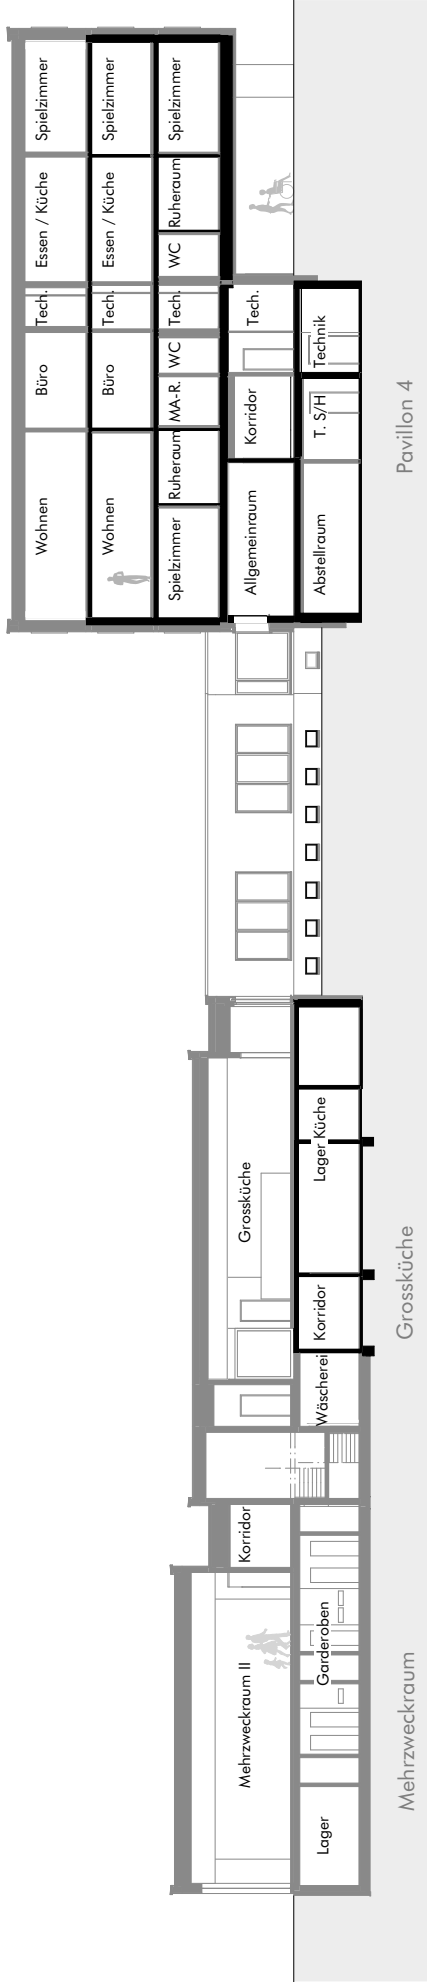 Wohnen
Büro
Tech.
Essen / Küche
Spielzimmer
Wohnen
Büro
Tech.
Essen / Küche
Spielzimmer
Spielzimmer
Ruheraum
MA-R.
WC
Tech.
WC
Ruheraum
Spielzimmer
Mehrzweckraum II
Korridor
Grossküche
Allgemeinraum
Korridor
Tech.
Lager
Garderoben
Wäscherei
Korridor
Lager Küche
Abstellraum
T. S/H
Technik
Mehrzweckraum
Grossküche
Pavillon 4